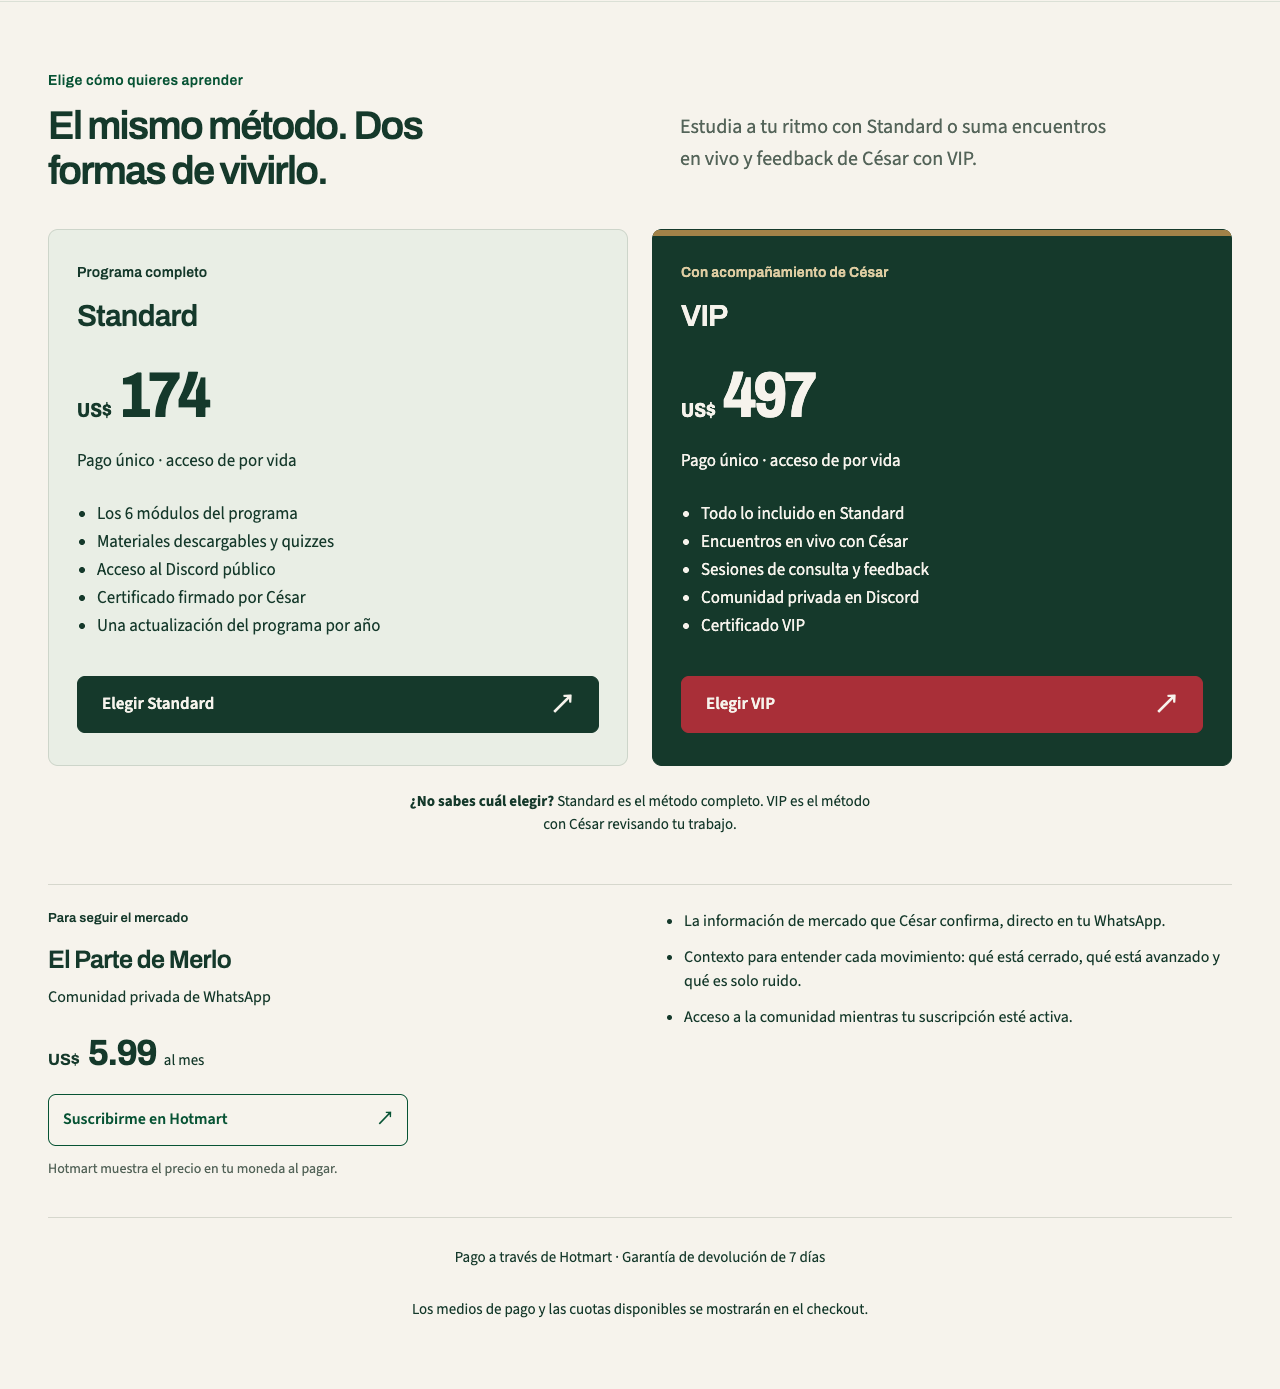 Elige cómo quieres aprender
El mismo método. Dos
formas de vivirlo.
Estudia a tu ritmo con Standard o suma encuentros
en vivo y feedback de César con VIP.
Programa completo
Standard
US$ 174
Pago único · acceso de por vida
• Los 6 módulos del programa
• Materiales descargables y quizzes
• Acceso al Discord público
• Certificado firmado por César
• Una actualización del programa por año
Elegir Standard ↗
Con acompañamiento de César
VIP
US$ 497
Pago único · acceso de por vida
• Todo lo incluido en Standard
• Encuentros en vivo con César
• Sesiones de consulta y feedback
• Comunidad privada en Discord
• Certificado VIP
Elegir VIP ↗
¿No sabes cuál elegir? Standard es el método completo. VIP es el método
con César revisando tu trabajo.
Para seguir el mercado
El Parte de Merlo
Comunidad privada de WhatsApp
US$ 5.99 al mes
Suscribirme en Hotmart ↗
Hotmart muestra el precio en tu moneda al pagar.
• La información de mercado que César confirma, directo en tu WhatsApp.
• Contexto para entender cada movimiento: qué está cerrado, qué está avanzado y
qué es solo ruido.
• Acceso a la comunidad mientras tu suscripción esté activa.
Pago a través de Hotmart · Garantía de devolución de 7 días
Los medios de pago y las cuotas disponibles se mostrarán en el checkout.